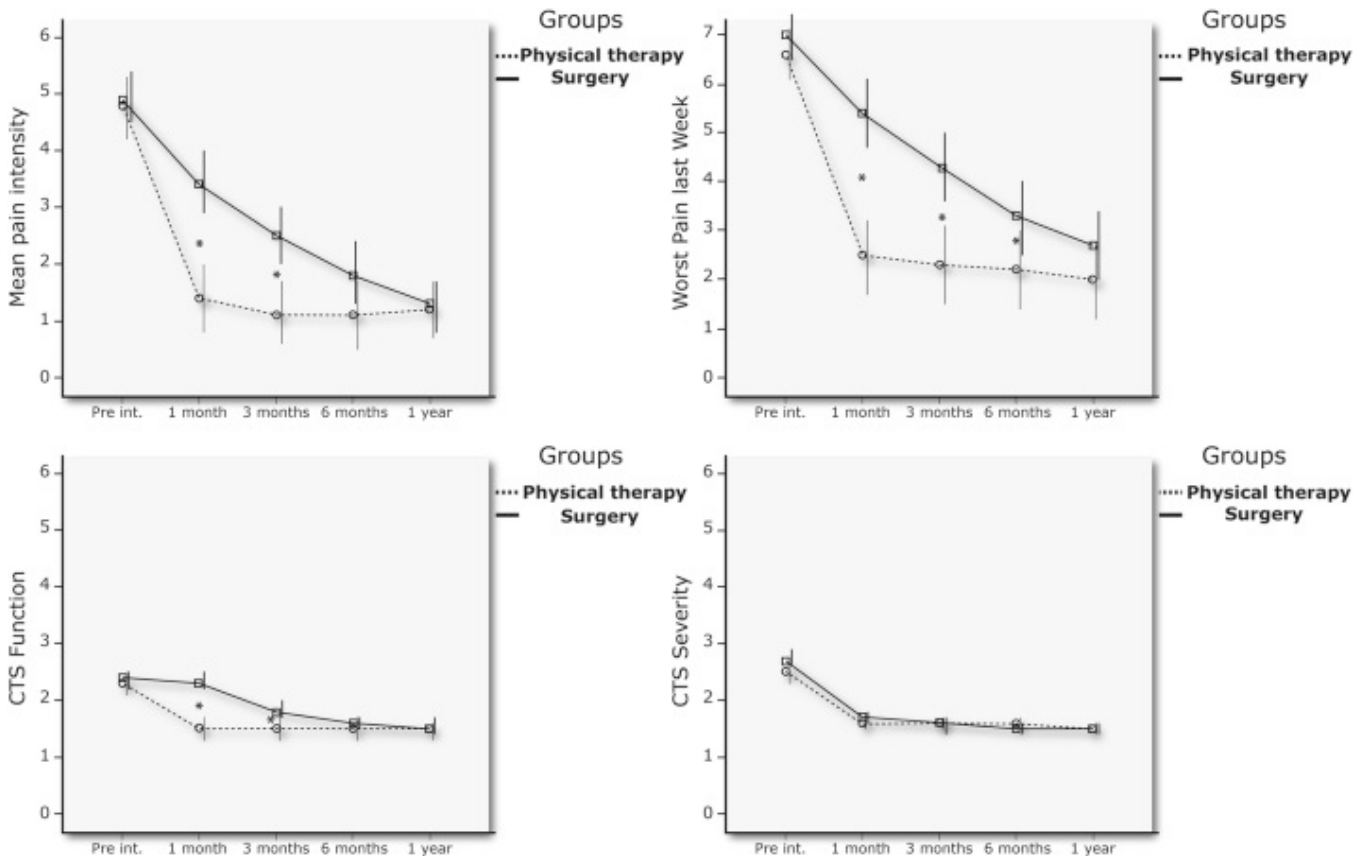 Groups
Physical therapy
Surgery
Mean pain intensity
6
5
4
3
2
1
0
*
*
Pre int. 1 month 3 months 6 months 1 year
Groups
Physical therapy
Surgery
Worst Pain last Week
7
6
5
4
3
2
1
0
*
*
*
Pre int. 1 month 3 months 6 months 1 year
Groups
Physical therapy
Surgery
CTS Function
6
5
4
3
2
1
0
*
*
Pre int. 1 month 3 months 6 months 1 year
Groups
Physical therapy
Surgery
CTS Severity
6
5
4
3
2
1
0
Pre int. 1 month 3 months 6 months 1 year